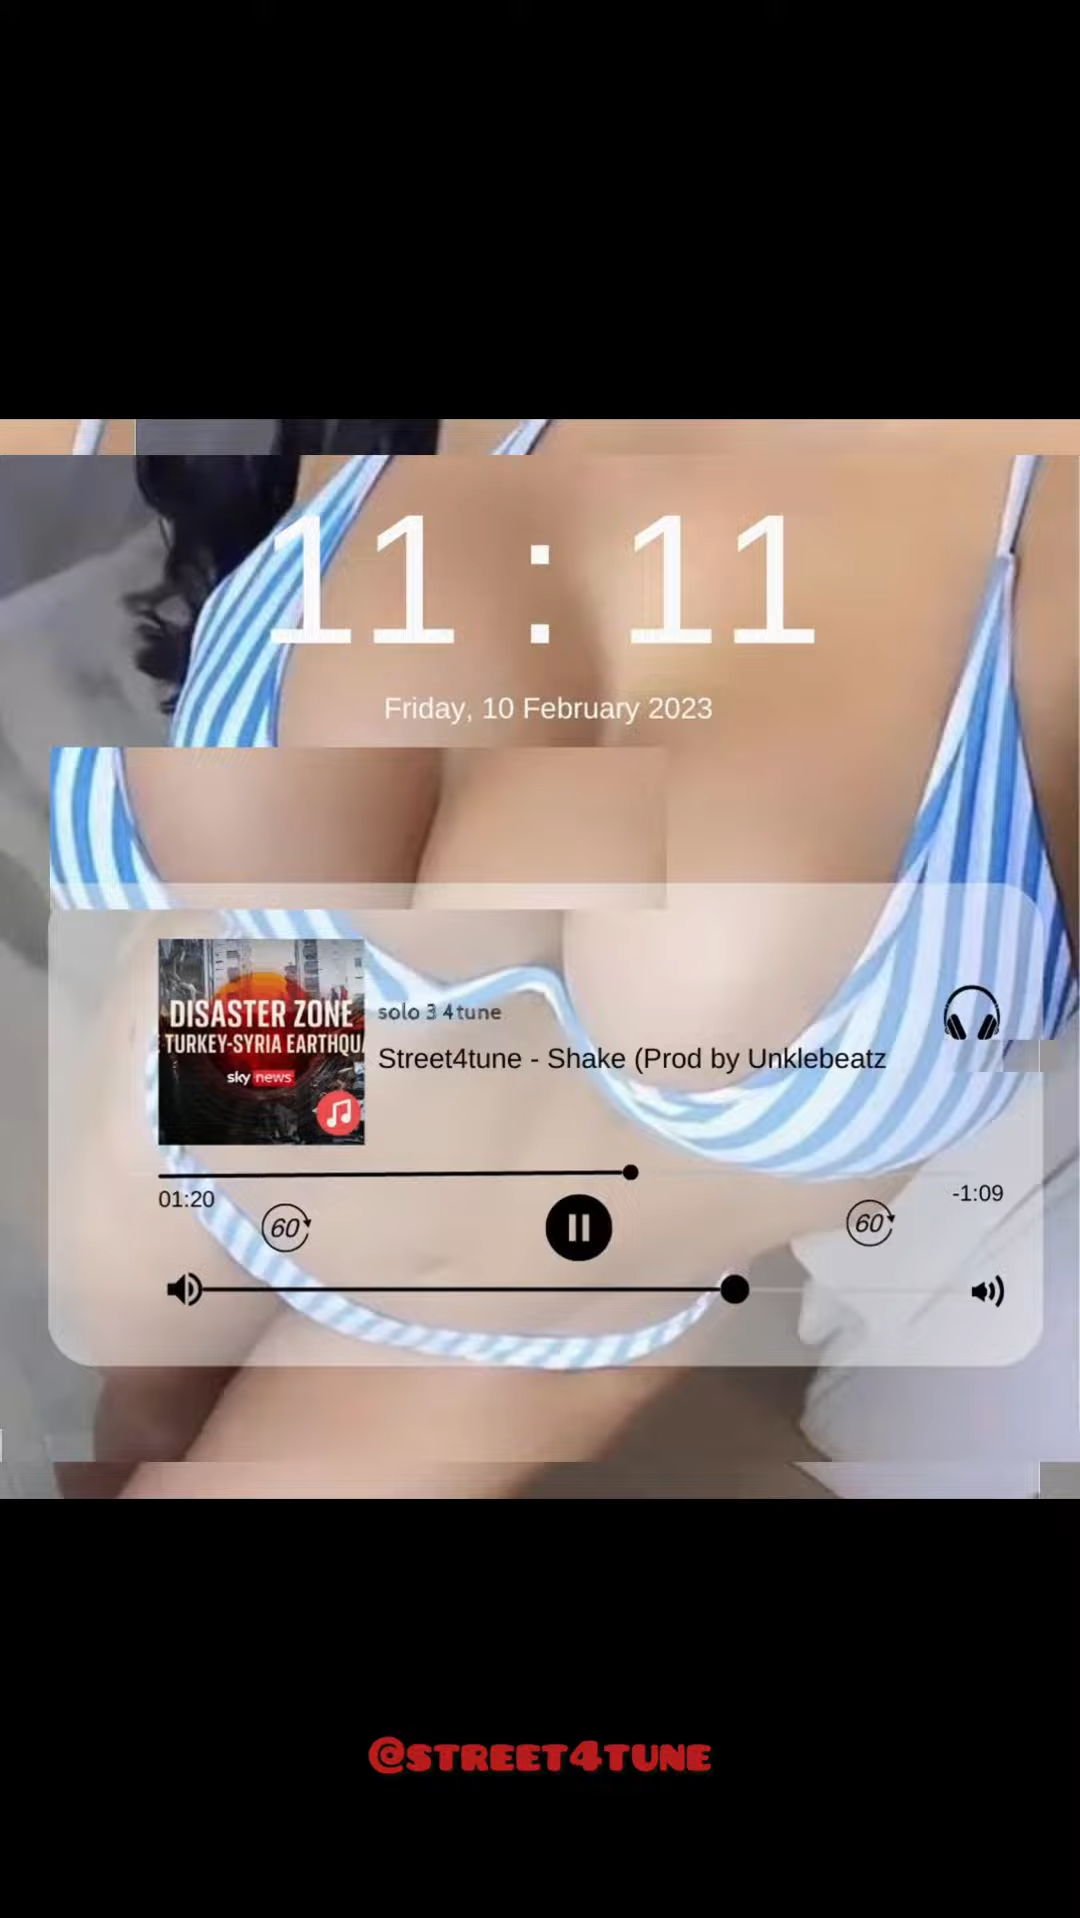 11 : 11
Friday, 10 February 2023
DISASTER ZONE
TURKEY-SYRIA EARTHQU
sky news
solo 3 4tune
Street4tune - Shake (Prod by Unklebeatz
01:20
-1:09
60
60
@STREET4TUNE